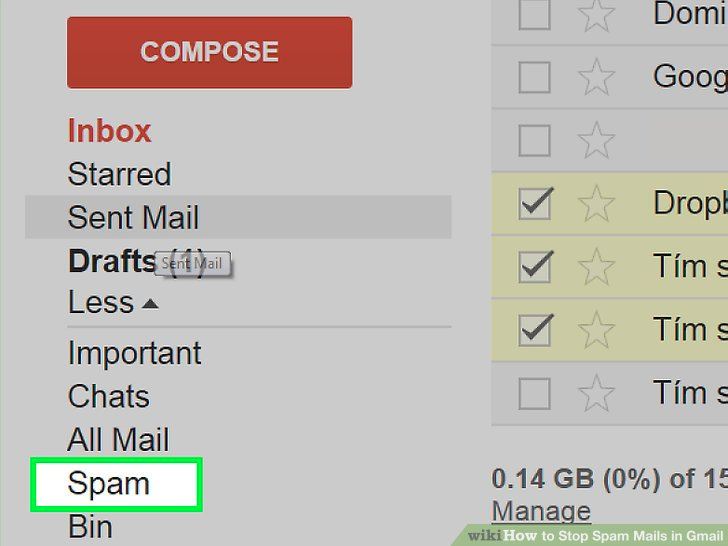 COMPOSE
Inbox
Starred
Sent Mail
Drafts (1)
Sent Mail
Less
Important
Chats
All Mail
Spam
Bin
Domi
Goog
Dropb
Tím s
Tím s
Tím s
0.14 GB (0%) of 15
Manage
wikiHow to Stop Spam Mails in Gmail